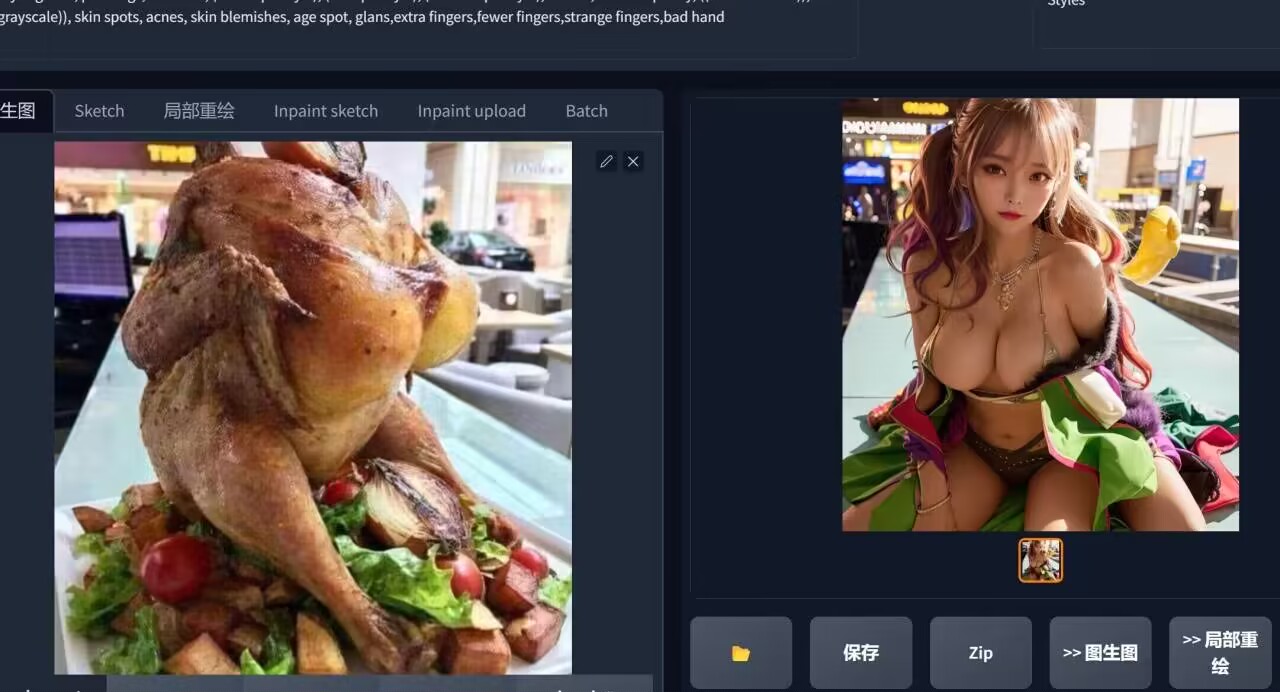 grayscale)), skin spots, acnes, skin blemishes, age spot, glans,extra fingers,fewer fingers,strange fingers,bad hand
Styles
生图
Sketch
局部重绘
Inpaint sketch
Inpaint upload
Batch
保存
Zip
>> 图生图
>> 局部重
绘